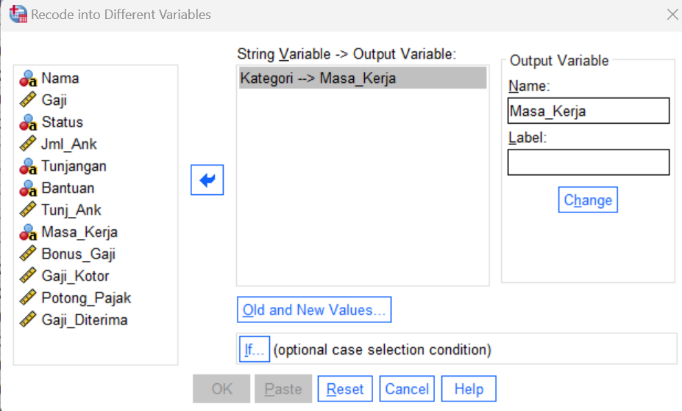 Recode into Different Variables
String Variable -> Output Variable:
Kategori --> Masa_Kerja
Nama
Gaji
Status
Jml_Ank
Tunjangan
Bantuan
Tunj_Ank
Masa_Kerja
Bonus_Gaji
Gaji_Kotor
Potong_Pajak
Gaji_Diterima
Output Variable
Name:
Masa_Kerja
Label:
Change
Old and New Values...
If... (optional case selection condition)
OK Paste Reset Cancel Help